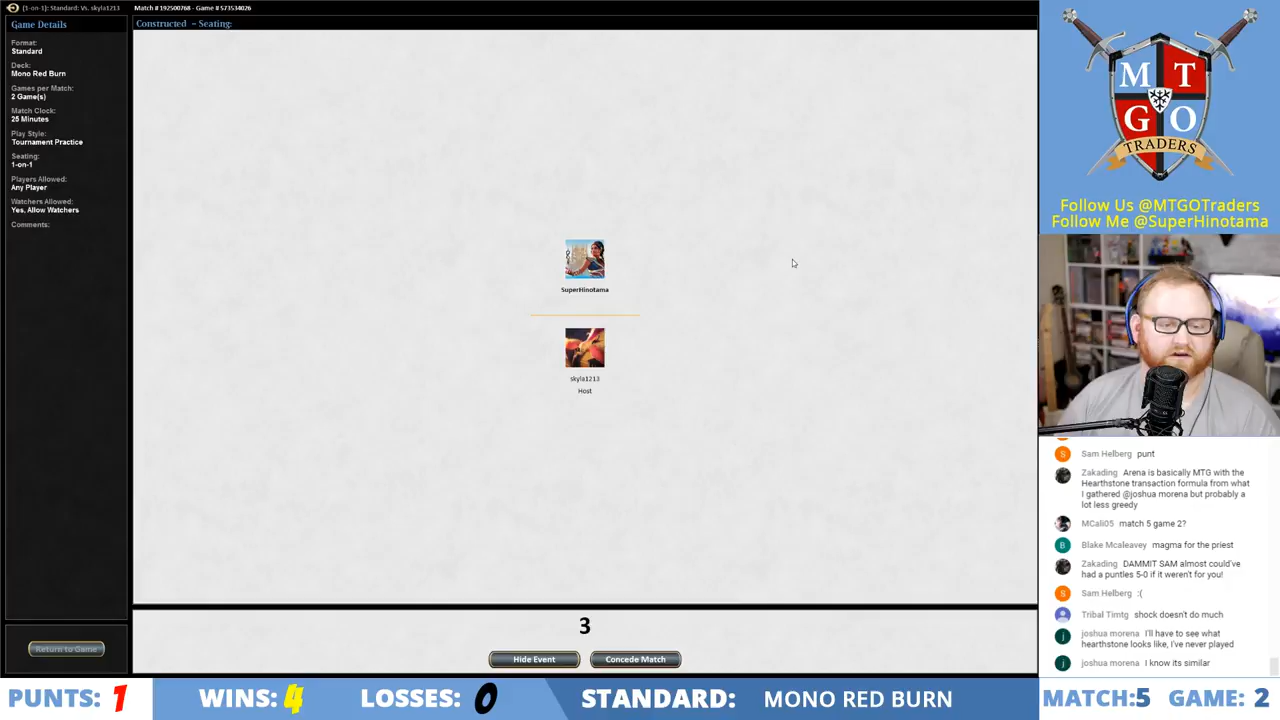 [1-on-1]: Standard: Vs. skyla1213
Match # 192500768 - Game # 573534026
Game Details
Format:
Standard
Deck:
Mono Red Burn
Games per Match:
2 Game(s)
Match Clock:
25 Minutes
Play Style:
Tournament Practice
Seating:
1-on-1
Players Allowed:
Any Player
Watchers Allowed:
Yes, Allow Watchers
Comments:
Return to Game
Constructed - Seating:
SuperHinotama
skyla1213
Host
3
Hide Event
Concede Match
M T
G O
TRADERS
Follow Us @MTGOTraders
Follow Me @SuperHinotama
Sam Helberg punt
Zakading Arena is basically MTG with the
Hearthstone transaction formula from what
I gathered @joshua morena but probably a
lot less greedy
MCali05 match 5 game 2?
Blake Mcaleavey magma for the priest
Zakading DAMMIT SAM almost could've
had a puntles 5-0 if it weren't for you!
Sam Helberg :(
Tribal Timtg shock doesn't do much
joshua morena I'll have to see what
hearthstone looks like, I've never played
joshua morena I know its similar
PUNTS: 1
WINS: 4
LOSSES: 0
STANDARD: MONO RED BURN
MATCH:5 GAME: 2